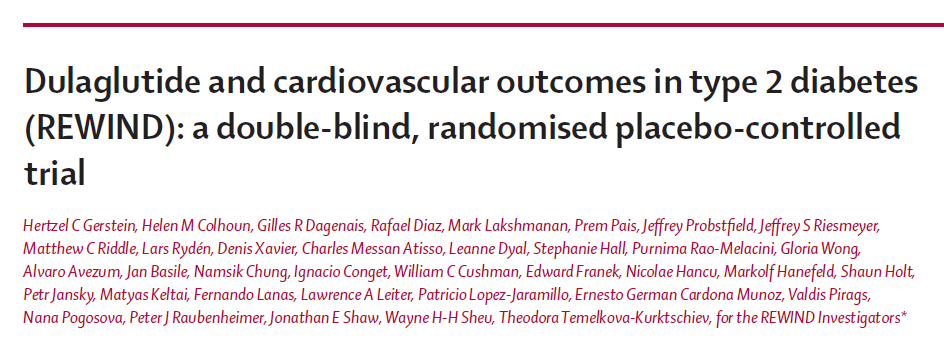 Dulaglutide and cardiovascular outcomes in type 2 diabetes
(REWIND): a double-blind, randomised placebo-controlled
trial
Hertzel C Gerstein, Helen M Colhoun, Gilles R Dagenais, Rafael Diaz, Mark Lakshmanan, Prem Pais, Jeffrey Probstfield, Jeffrey S Riesmeyer,
Matthew C Riddle, Lars Rydén, Denis Xavier, Charles Messan Atisso, Leanne Dyal, Stephanie Hall, Purnima Rao-Melacini, Gloria Wong,
Alvaro Avezum, Jan Basile, Namsik Chung, Ignacio Conget, William C Cushman, Edward Franek, Nicolae Hancu, Markolf Hanefeld, Shaun Holt,
Petr Jansky, Matyas Keltai, Fernando Lanas, Lawrence A Leiter, Patricio Lopez-Jaramillo, Ernesto German Cardona Munoz, Valdis Pirags,
Nana Pogosova, Peter J Raubenheimer, Jonathan E Shaw, Wayne H-H Sheu, Theodora Temelkova-Kurktschiev, for the REWIND Investigators*